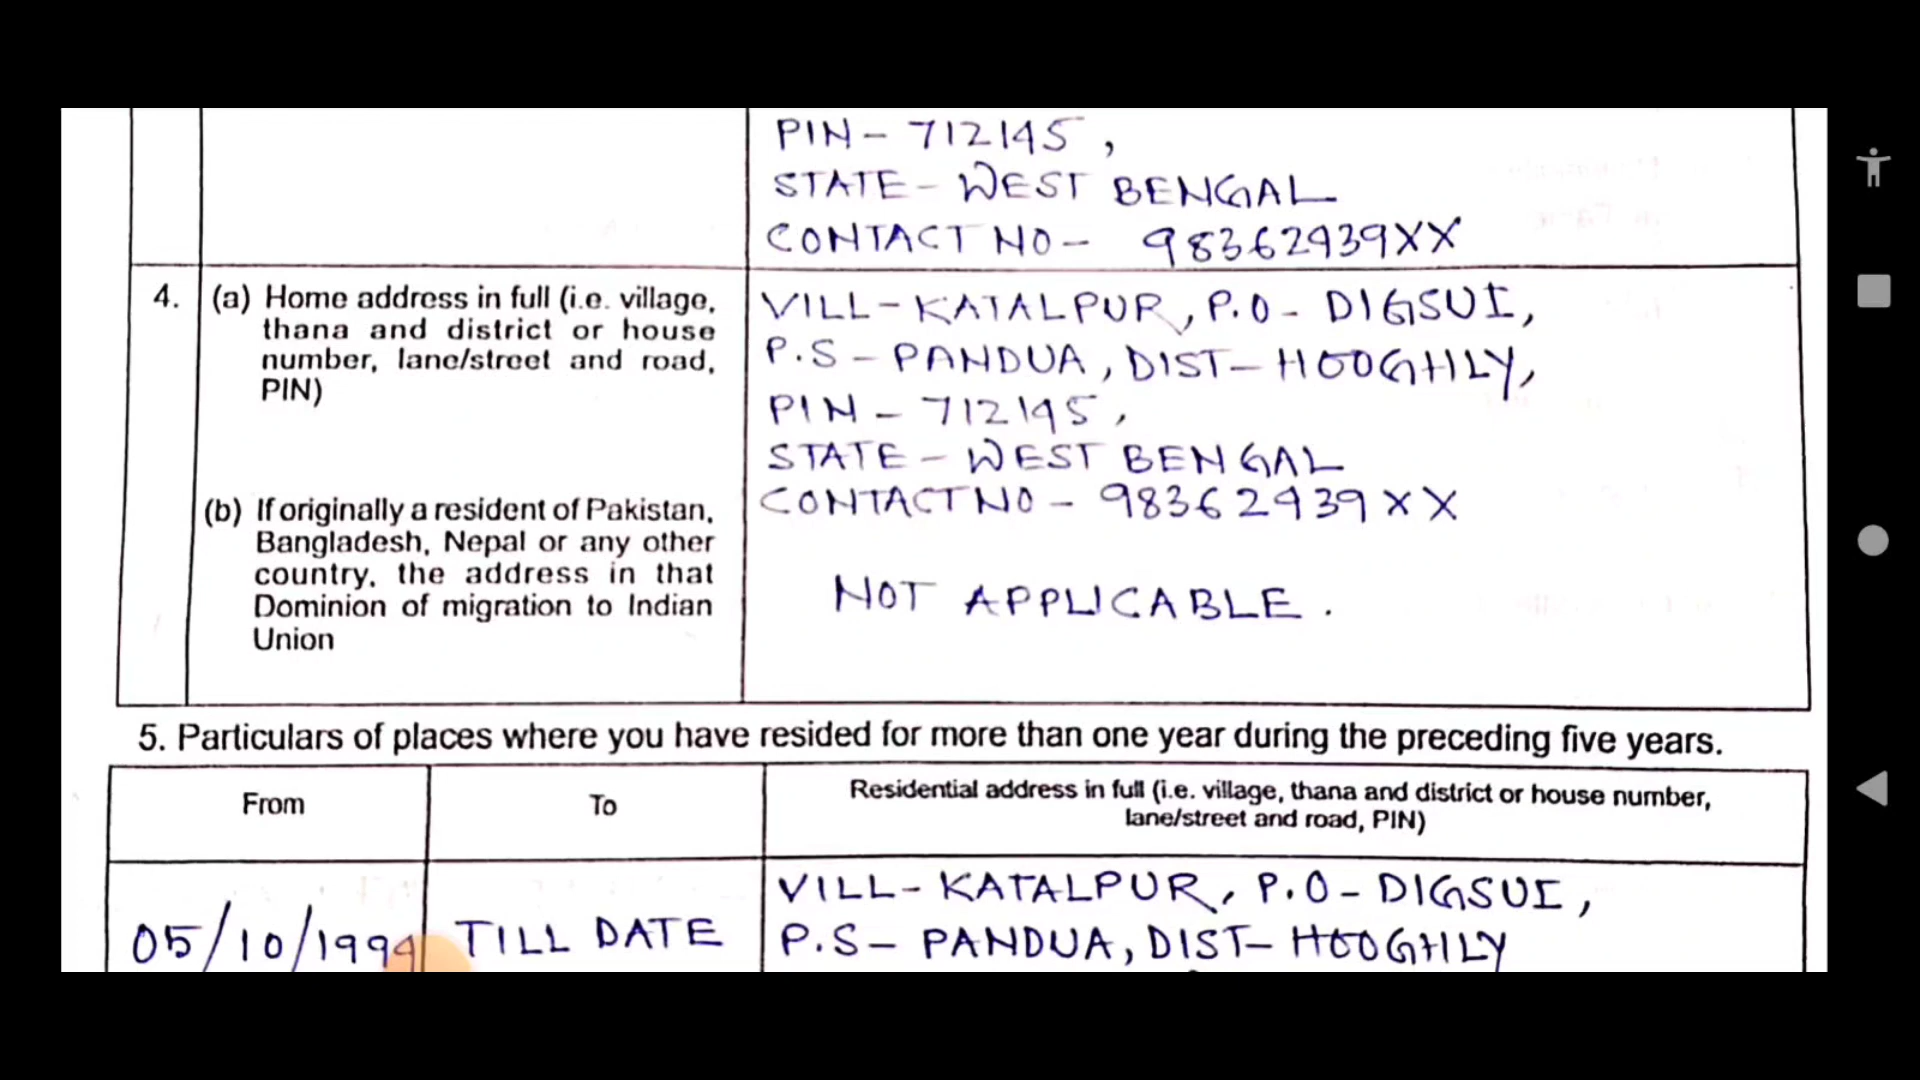 PIN - 712145,
STATE - WEST BENGAL
CONTACT NO - 98362939XX
4. (a) Home address in full (i.e. village, thana and district or house number, lane/street and road, PIN)
VILL - KATALPUR, P.O - DIGSUI,
P.S - PANDUA, DIST - HOOGHLY,
PIN - 712145,
STATE - WEST BENGAL
CONTACT NO - 98362939XX
(b) If originally a resident of Pakistan,
Bangladesh, Nepal or any other
country, the address in that
Dominion of migration to Indian
Union
NOT APPLICABLE.
5. Particulars of places where you have resided for more than one year during the preceding five years.
From
To
Residential address in full (i.e. village, thana and district or house number,
lane/street and road, PIN)
05/10/1994
TILL DATE
VILL - KATALPUR, P.O - DIGSUI,
P.S - PANDUA, DIST - HOOGHLY